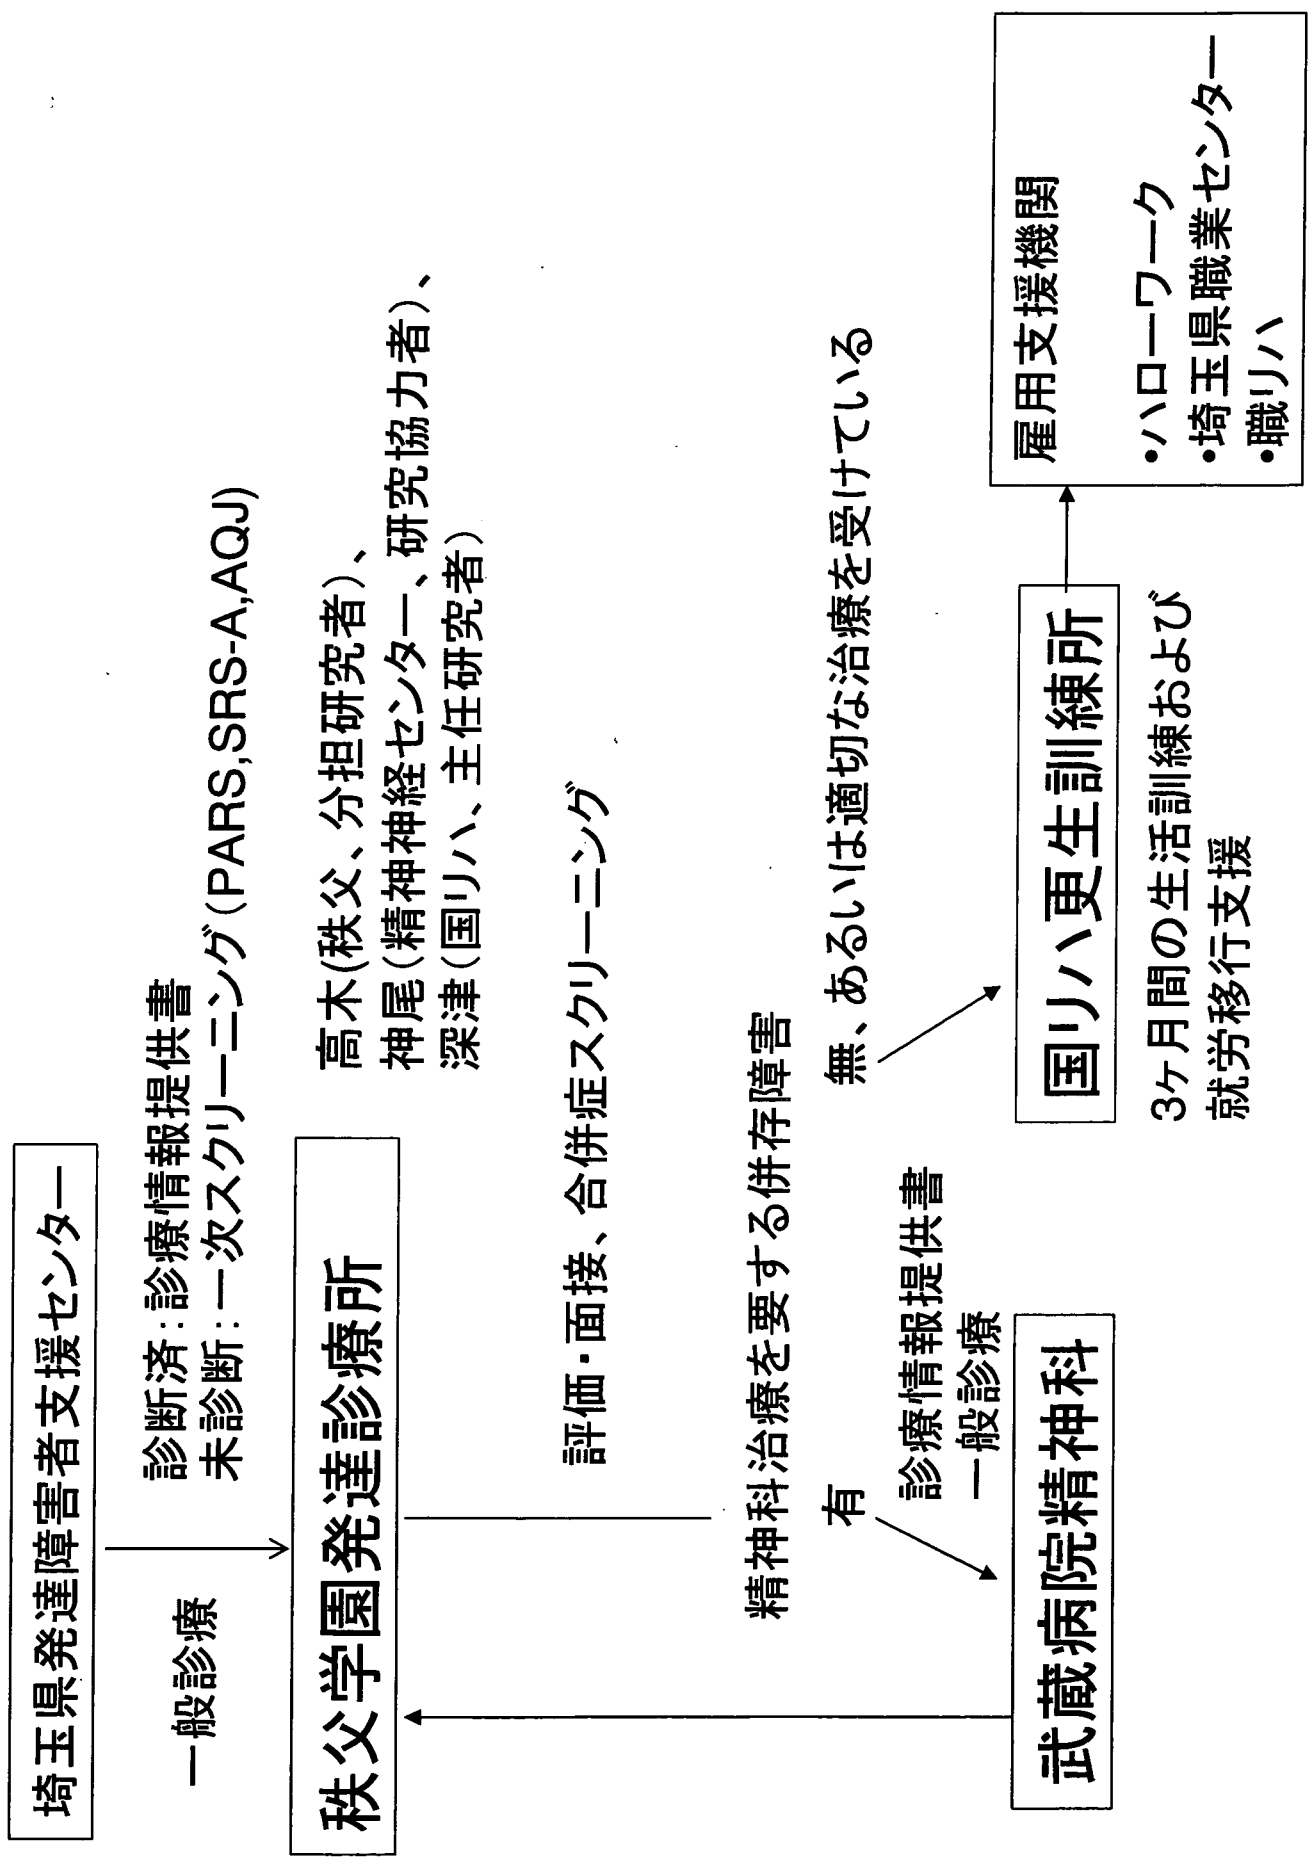 埼玉県発達障害者支援センター
一般診療
診断済：診療情報提供書
未診断：一次スクリーニング（PARS,SRS-A,AQJ)
秩父学園発達診療所
高木(秩父、分担研究者）、
神尾（精神神経センター、研究協力者）、
深津（国リハ、主任研究者）
評価・面接、合併症スクリーニング
精神科治療を要する併存障害
有
無、あるいは適切な治療を受けている
診療情報提供書
一般診療
武蔵病院精神科
国リハ更生訓練所
3ヶ月間の生活訓練および
就労移行支援
雇用支援機関
・ハローワーク
・埼玉県職業センター
・職リハ